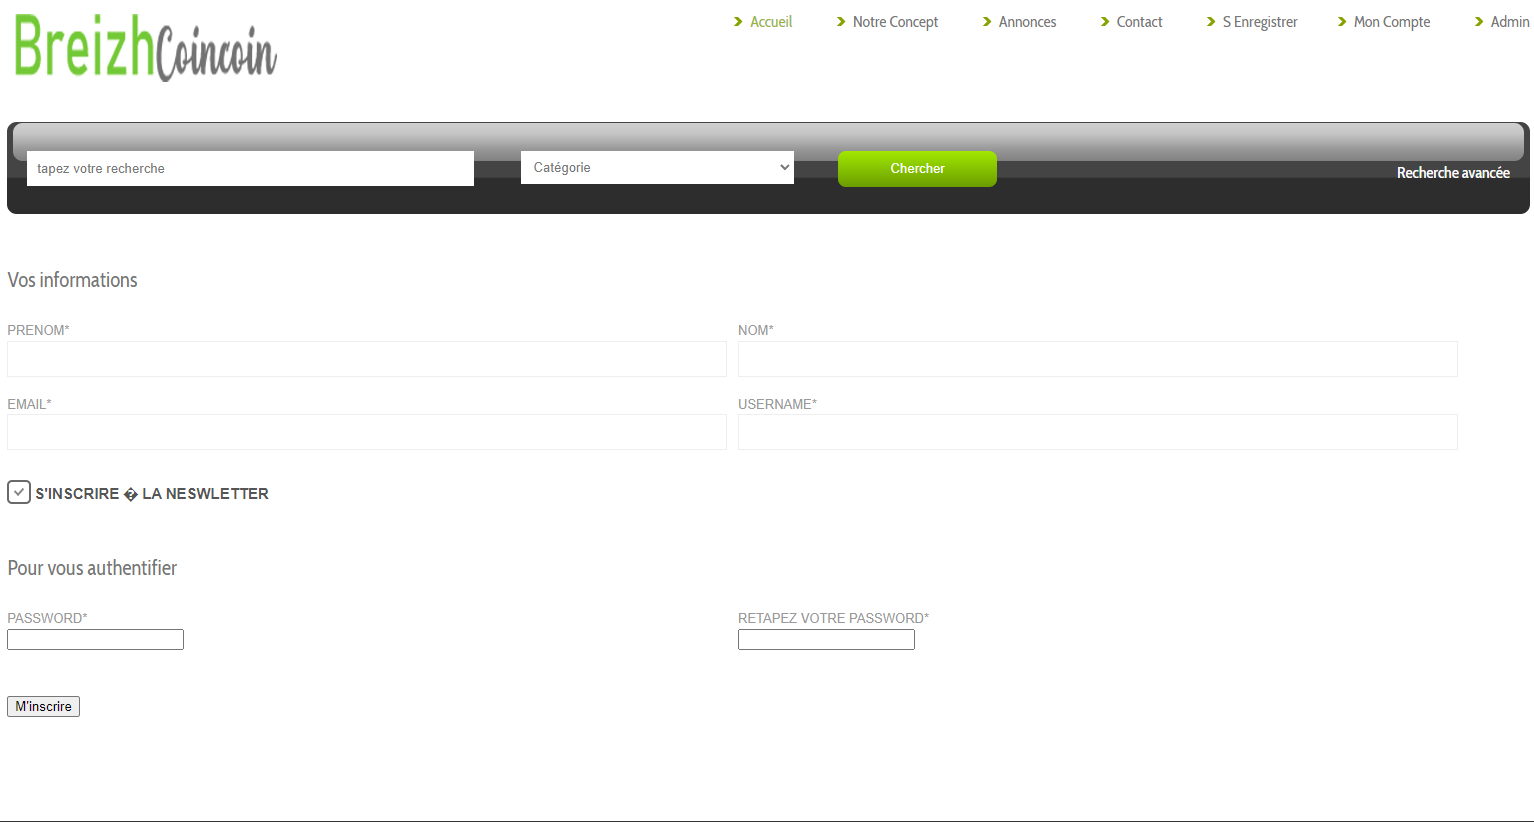 BreizhCoincoin
Accueil Notre Concept Annonces Contact S Enregistrer Mon Compte Admin
tapez votre recherche Catégorie Chercher
Recherche avancée
Vos informations
PRENOM* NOM*
EMAIL* USERNAME*
S'INSCRIRE � LA NESWLETTER
Pour vous authentifier
PASSWORD* RETAPEZ VOTRE PASSWORD*
M'inscrire